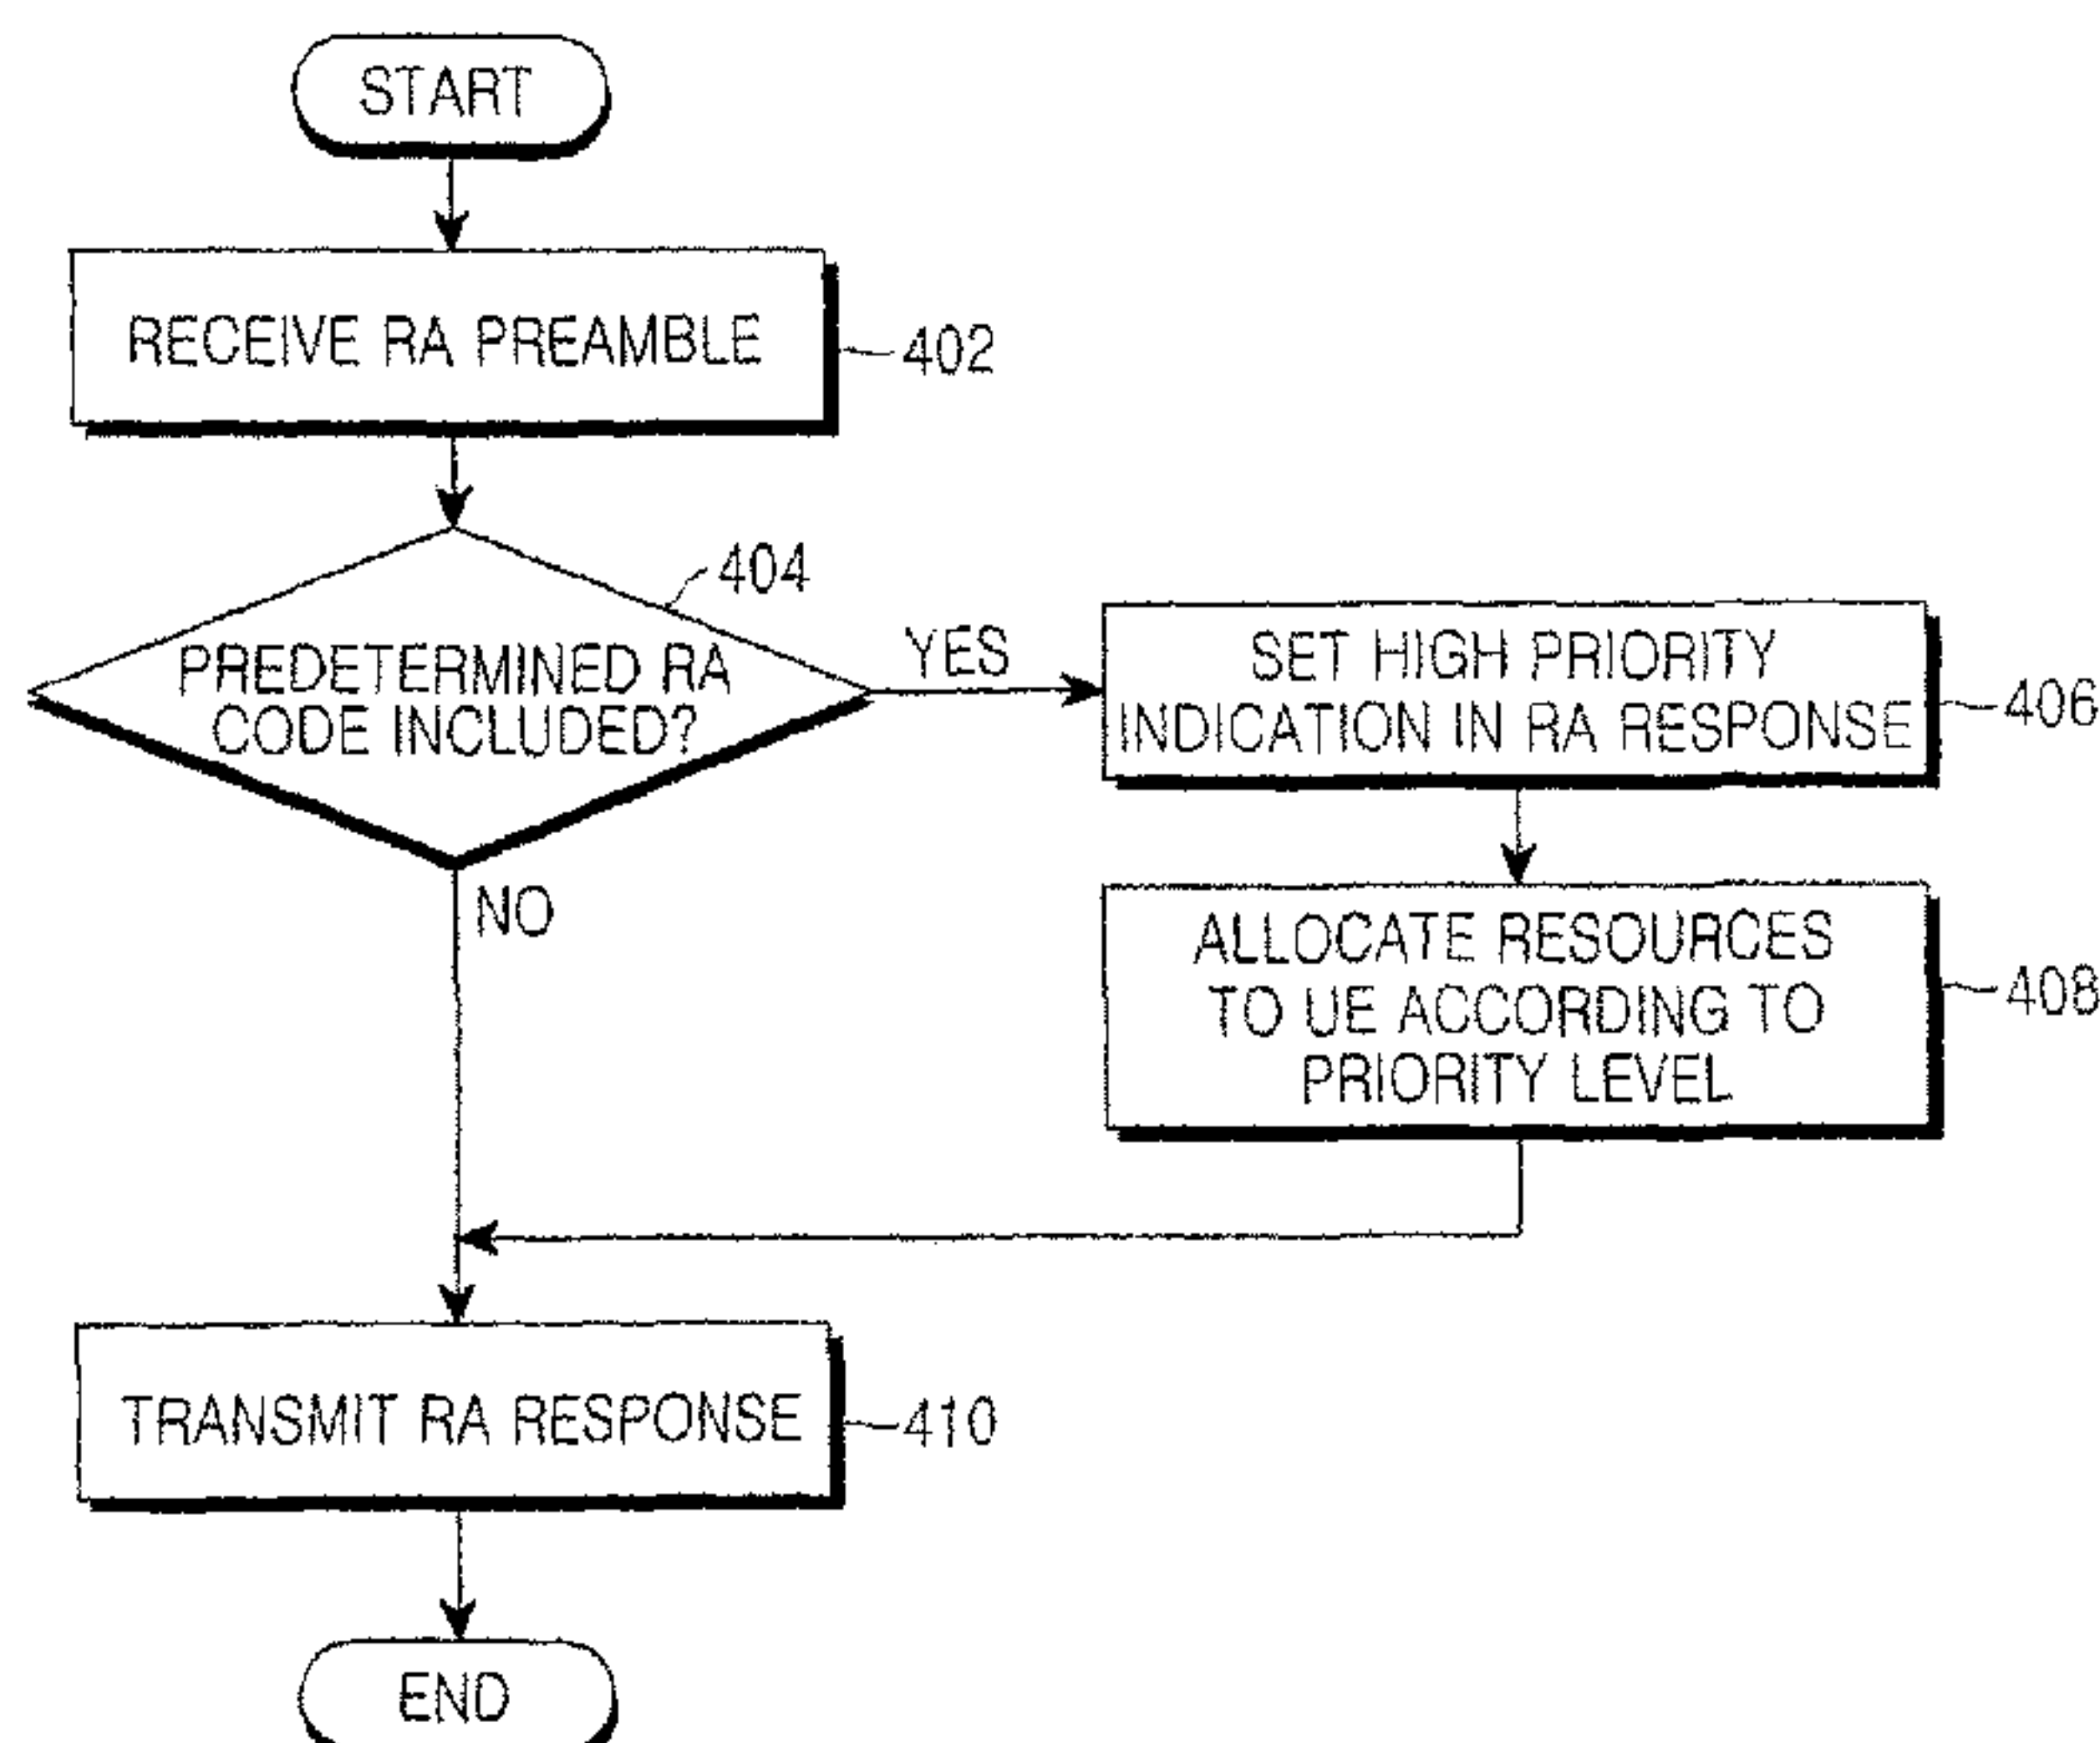 START
RECEIVE RA PREAMBLE
402
404
PREDETERMINED RA
CODE INCLUDED?
YES
NO
SET HIGH PRIORITY
INDICATION IN RA RESPONSE
406
ALLOCATE RESOURCES
TO UE ACCORDING TO
PRIORITY LEVEL
408
TRANSMIT RA RESPONSE
410
END